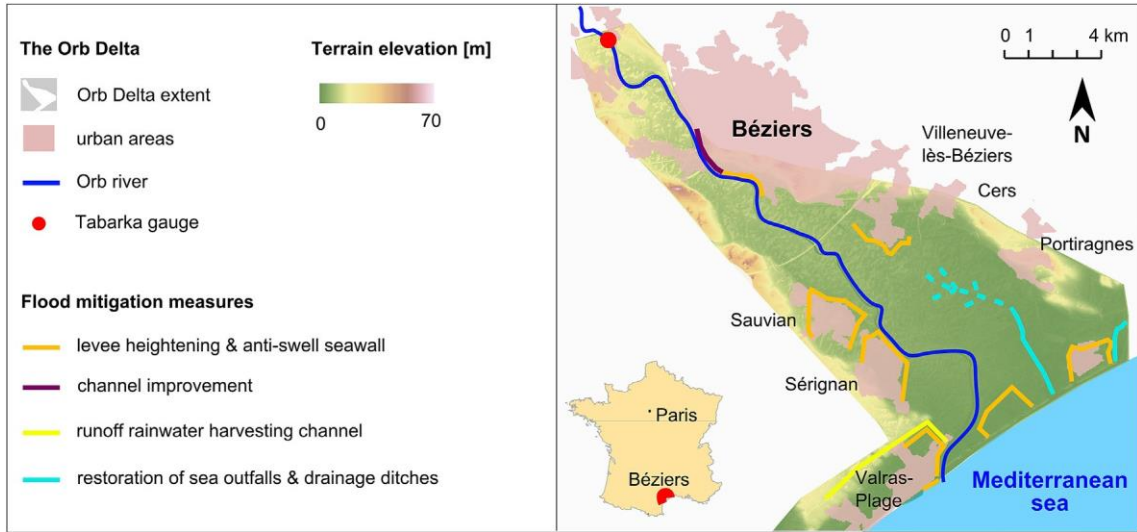 The Orb Delta
Orb Delta extent
urban areas
Orb river
Tabarka gauge
Terrain elevation [m]
0 70
Flood mitigation measures
levee heightening & anti-swell seawall
channel improvement
runoff rainwater harvesting channel
restoration of sea outfalls & drainage ditches
0 1 4 km
N
Béziers
Villeneuve-
lès-Béziers
Cers
Portiragnes
Sauvian
Sérignan
Paris
Béziers
Valras-
Plage
Mediterranean
sea